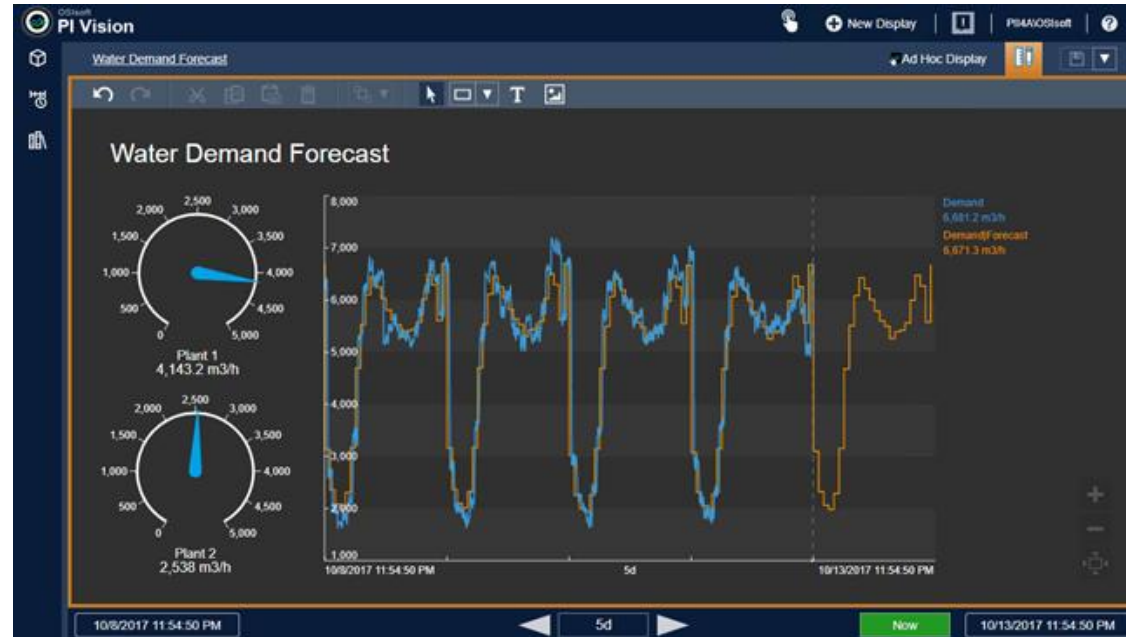 OSIsoft
PI Vision
New Display
PI14A\OSIsoft
?
Water Demand Forecast
Ad Hoc Display
T
Water Demand Forecast
0
500
1,000
1,500
2,000
2,500
3,000
3,500
4,000
4,500
5,000
Plant 1
4,143.2 m3/h
0
500
1,000
1,500
2,000
2,500
3,000
3,500
4,000
4,500
5,000
Plant 2
2,538 m3/h
8,000
7,000
6,000
5,000
4,000
3,000
2,000
1,000
10/8/2017 11:54:50 PM
5d
10/13/2017 11:54:50 PM
Demand
6,681.2 m3/h
Demand|Forecast
6,671.3 m3/h
10/8/2017 11:54:50 PM
5d
Now
10/13/2017 11:54:50 PM